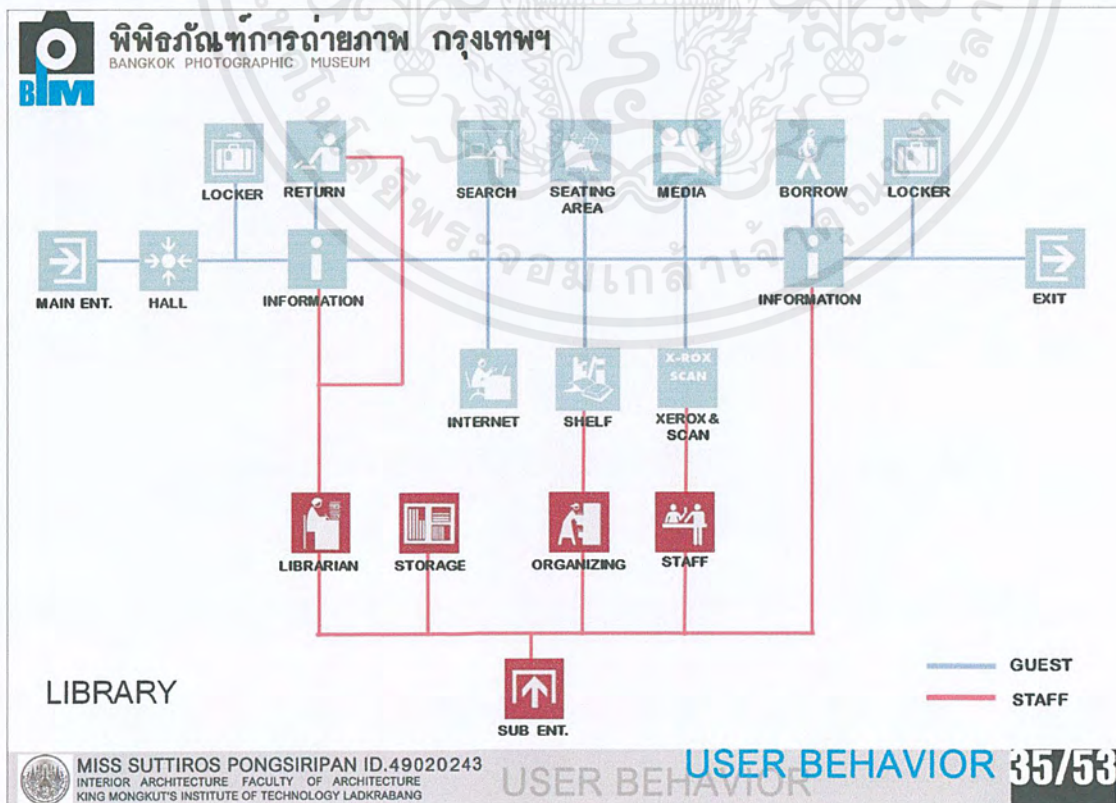 พิพิธภัณฑ์การถ่ายภาพ กรุงเทพฯ
BANGKOK PHOTOGRAPHIC MUSEUM
BPM
LOCKER
RETURN
SEARCH
SEATING
AREA
MEDIA
BORROW
LOCKER
MAIN ENT.
HALL
INFORMATION
INFORMATION
EXIT
X-ROX
SCAN
INTERNET
SHELF
XEROX &
SCAN
LIBRARIAN
STORAGE
ORGANIZING
STAFF
SUB ENT.
GUEST
STAFF
LIBRARY
MISS SUTTIROS PONGSIRIPAN ID.49020243
INTERIOR ARCHITECTURE FACULTY OF ARCHITECTURE
KING MONGKUT'S INSTITUTE OF TECHNOLOGY LADKRABANG
USER BEHAVIOR
USER BEHAVIOR
35/53